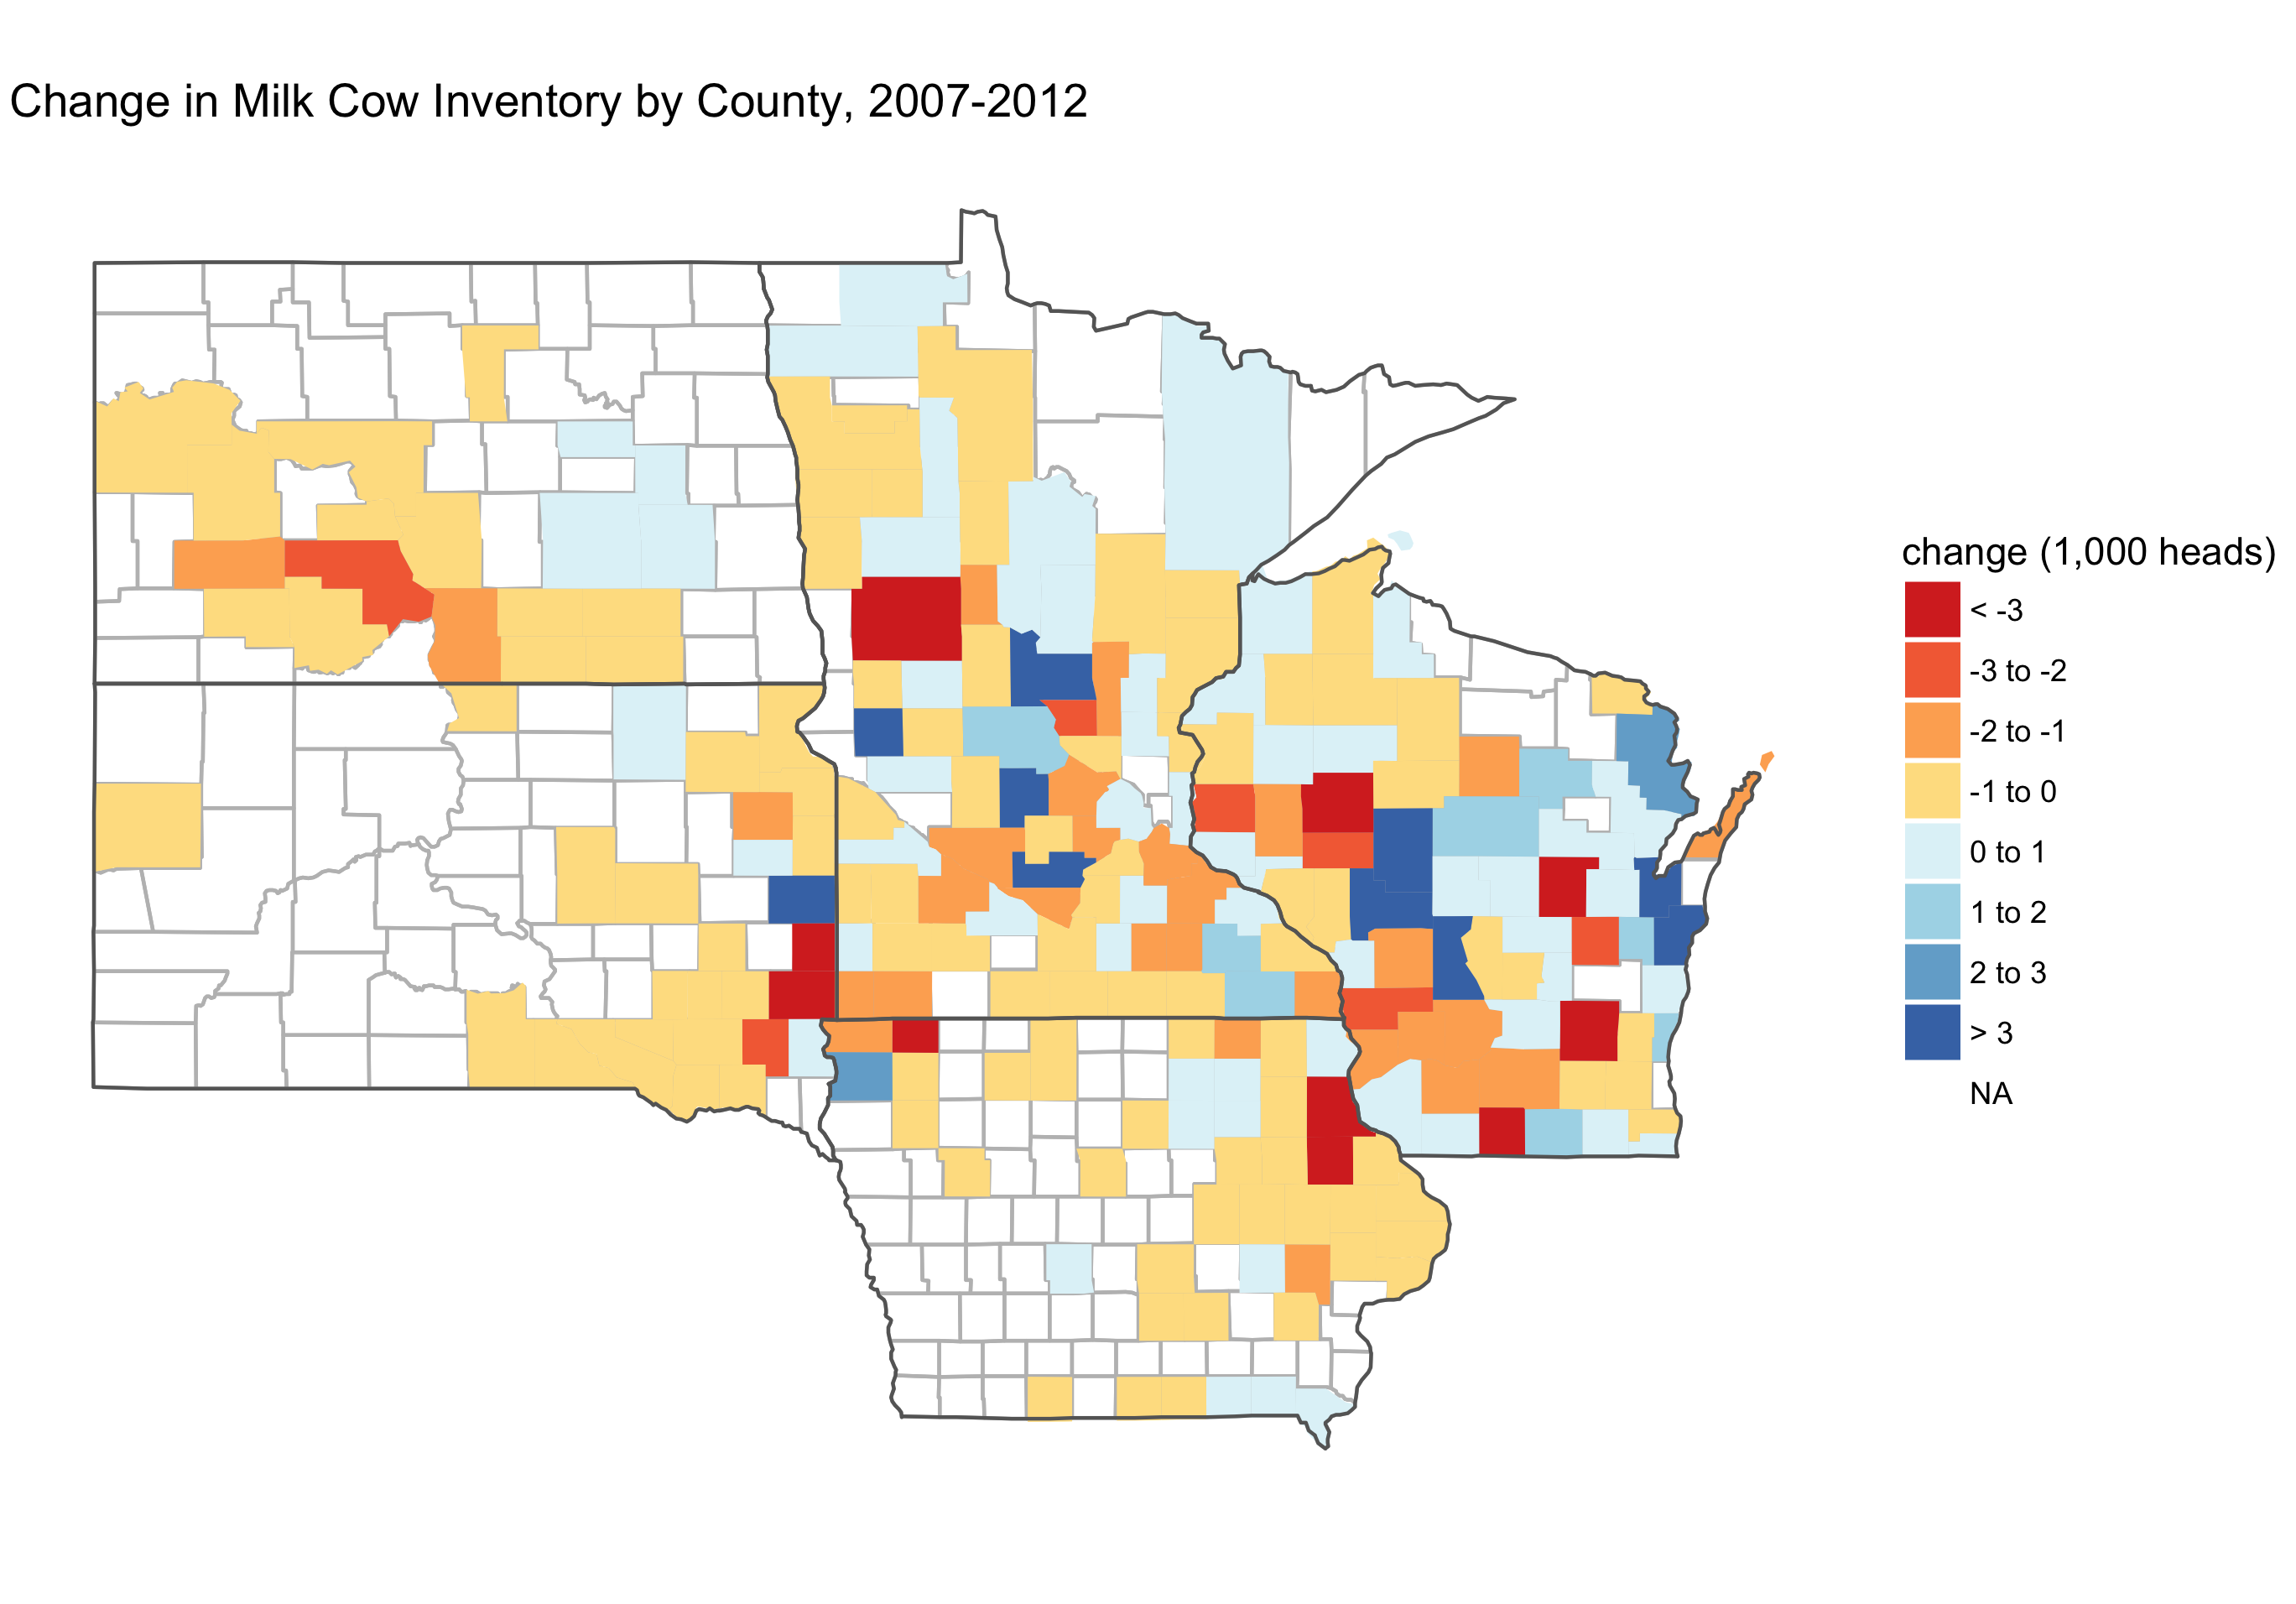 Change in Milk Cow Inventory by County, 2007-2012
change (1,000 heads)
< -3
-3 to -2
-2 to -1
-1 to 0
0 to 1
1 to 2
2 to 3
> 3
NA